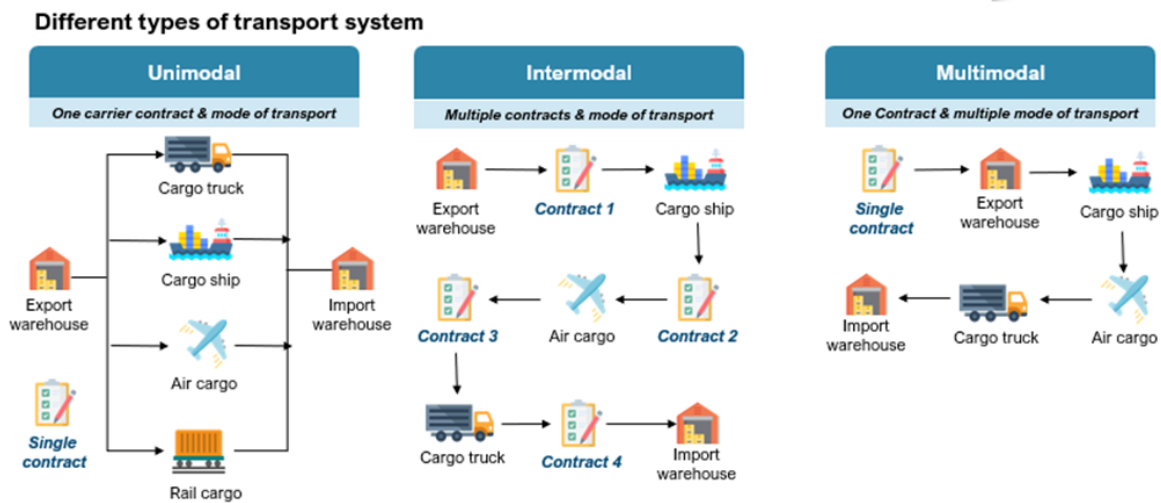 Different types of transport system
Unimodal
One carrier contract & mode of transport
Cargo truck
Cargo ship
Export
warehouse
Import
warehouse
Air cargo
Single
contract
Rail cargo
Intermodal
Multiple contracts & mode of transport
Export
warehouse
Contract 1
Cargo ship
Contract 3
Air cargo
Contract 2
Cargo truck
Contract 4
Import
warehouse
Multimodal
One Contract & multiple mode of transport
Single
contract
Export
warehouse
Cargo ship
Import
warehouse
Cargo truck
Air cargo